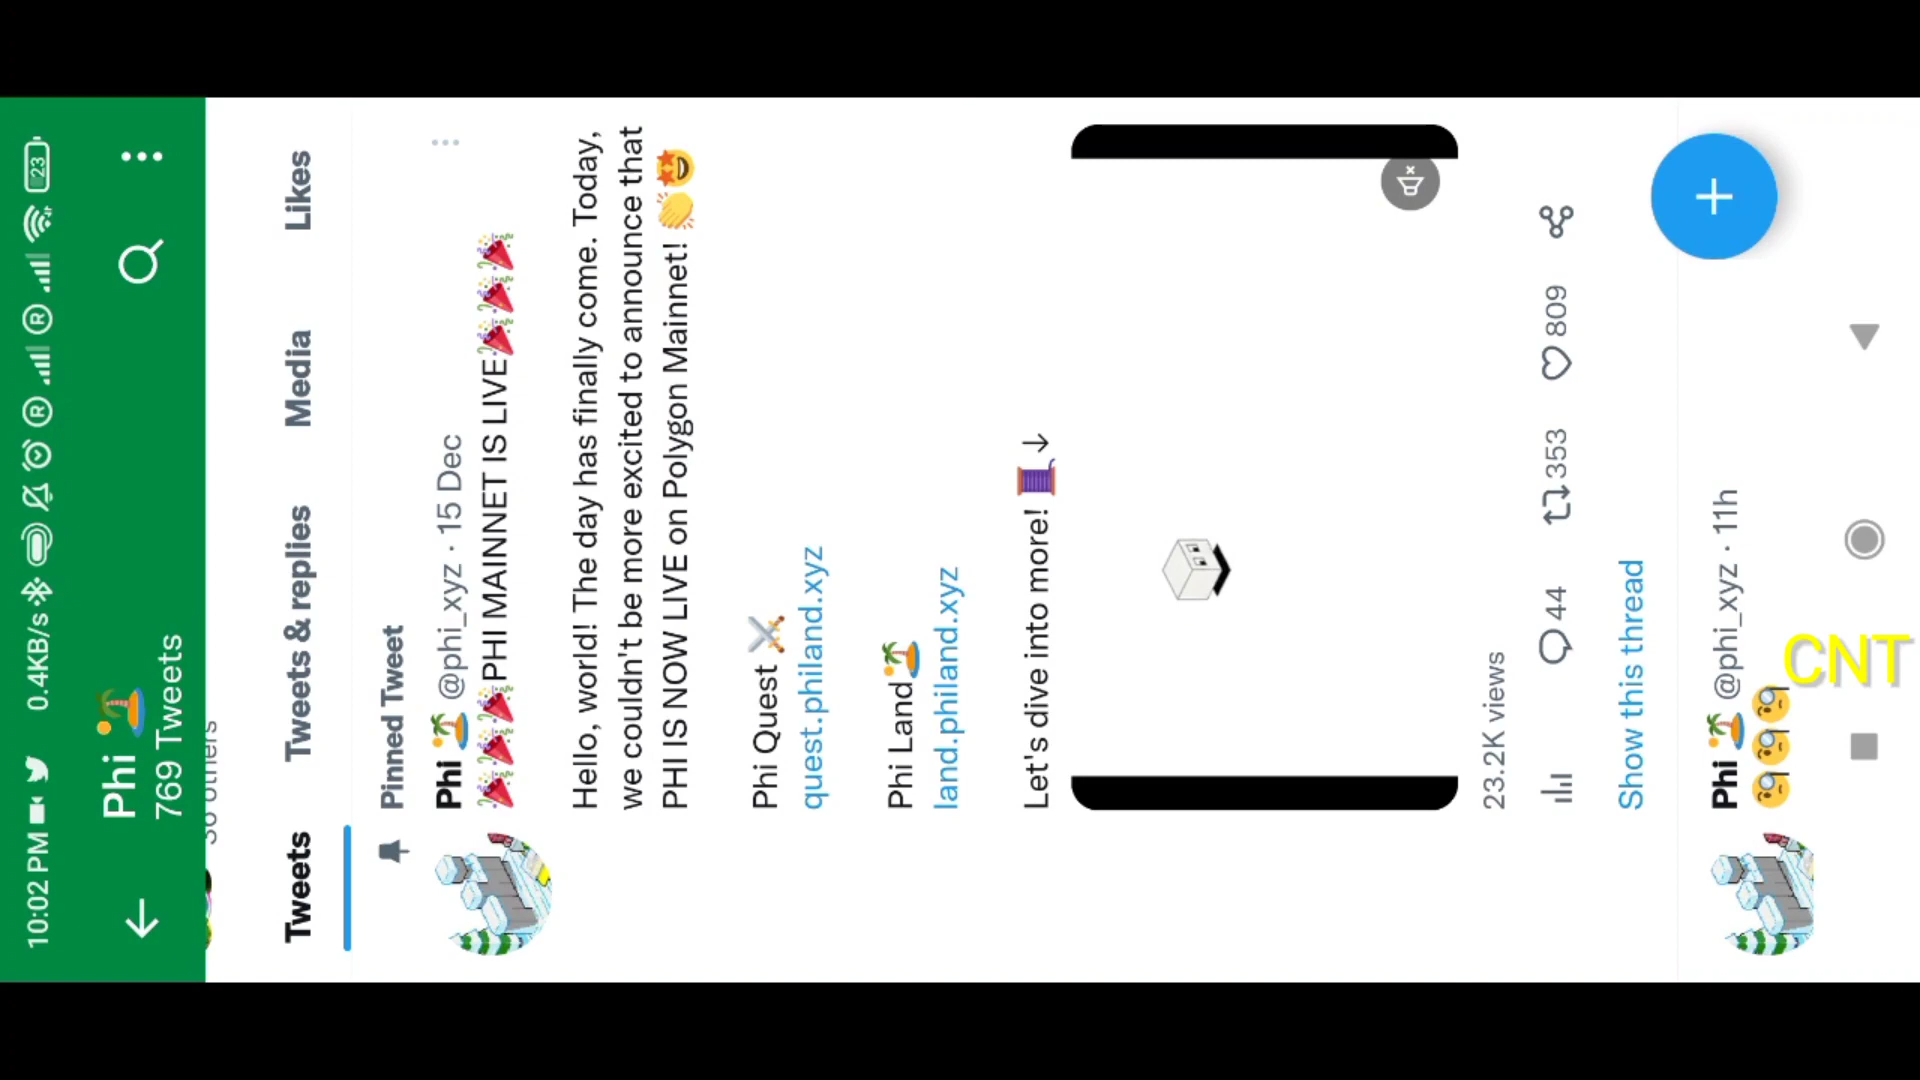 10:02 PM 0.4KB/s 23
Phi 🏝️
769 Tweets
others
Tweets Tweets & replies Media Likes
Pinned Tweet
Phi 🏝️ @phi_xyz · 15 Dec
🎉🎉🎉PHI MAINNET IS LIVE🎉🎉🎉
Hello, world! The day has finally come. Today,
we couldn't be more excited to announce that
PHI IS NOW LIVE on Polygon Mainnet! 👏🤩
Phi Quest ⚔️
quest.philand.xyz
Phi Land🏝️
land.philand.xyz
Let's dive into more! 🧵 ↓
23.2K views
44 353 809
Show this thread
Phi 🏝️ @phi_xyz · 11h
🧐🧐🧐
CNT